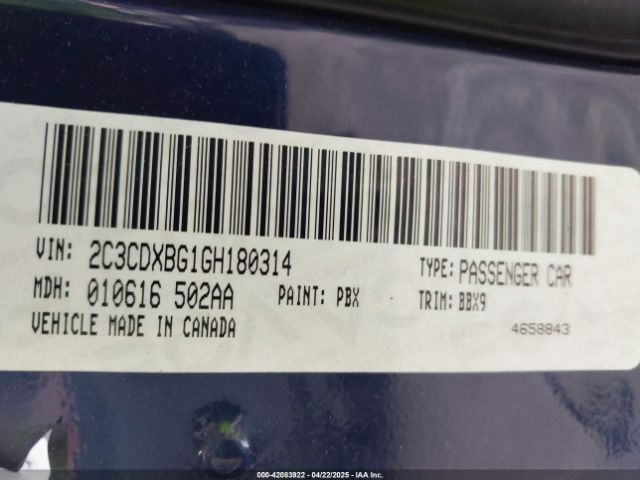 VIN: 2C3CDXBG1GH180314 TYPE: PASSENGER CAR
MDH: 010616 502AA PAINT: PBX TRIM: BBX9
VEHICLE MADE IN CANADA 4658843
000-42083922 - 04/22/2025 - IAA Inc.